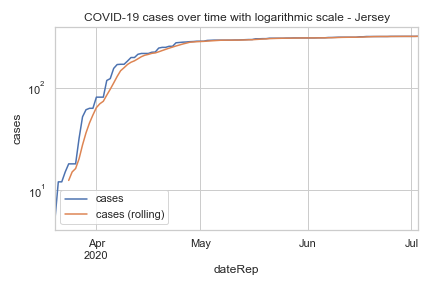 COVID-19 cases over time with logarithmic scale - Jersey
10²
10¹
cases
cases
cases (rolling)
Apr
2020
May
Jun
Jul
dateRep